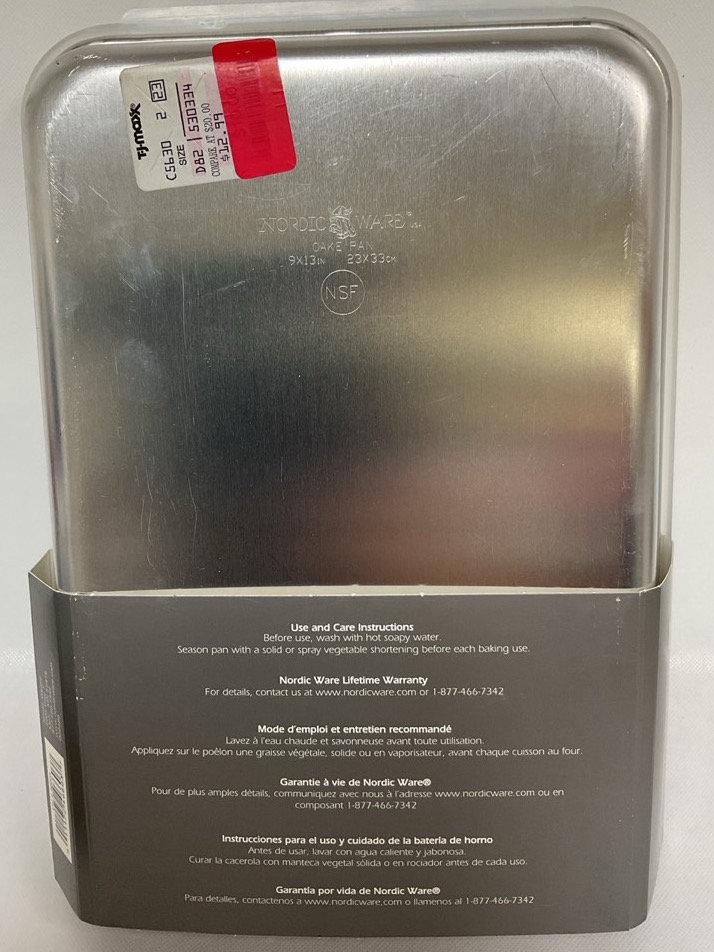 TJ-maxx
E21 2
C5630
SIZE
COMPARE AT $20.00
NORDIC WARE® USA
CAKE PAN
9X13IN 23X33CM
NSF
Use and Care Instructions
Before use, wash with hot soapy water.
Season pan with a solid or spray vegetable shortening before each baking use.
Nordic Ware Lifetime Warranty
For details, contact us at www.nordicware.com or 1-877-466-7342
Mode d'emploi et entretien recommandé
Lavez à l'eau chaude et savonneuse avant toute utilisation.
Appliquez sur le poêlon une graisse végétale, solide ou en vaporisateur, avant chaque cuisson au four.
Garantie à vie de Nordic Ware®
Pour de plus amples détails, communiquez avec nous à l'adresse www.nordicware.com ou en
composant 1-877-466-7342
Instrucciones para el uso y cuidado de la batería de horno
Antes de usar, lavar con agua caliente y jabonosa.
Curar la cacerola con manteca vegetal sólida o en rociador antes de cada uso.
Garantía por vida de Nordic Ware®
Para detalles, contactenos a www.nordicware.com o llamenos al 1-877-466-7342